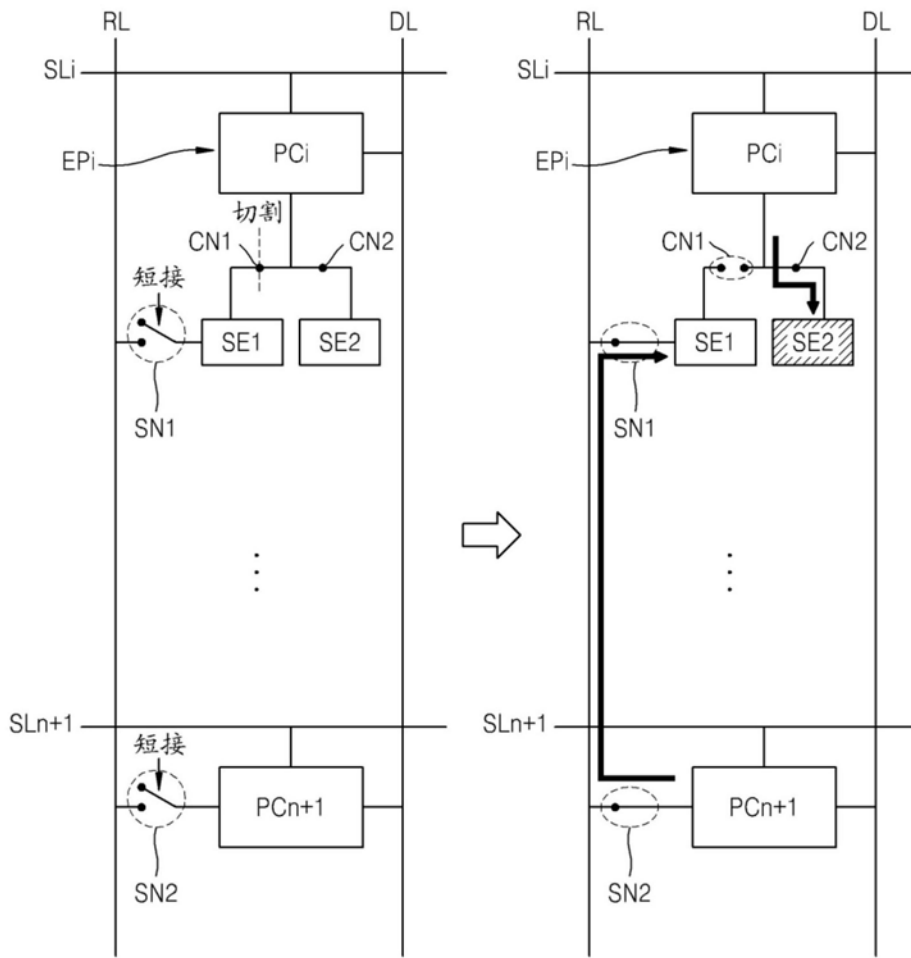 RL DL RL DL
SLi SLi
PCi PCi
EPi EPi
切割
CN1 CN2 CN1 CN2
短接
SE1 SE2 SE1 SE2
SN1 SN1
SLn+1 SLn+1
短接
PCn+1 PCn+1
SN2 SN2